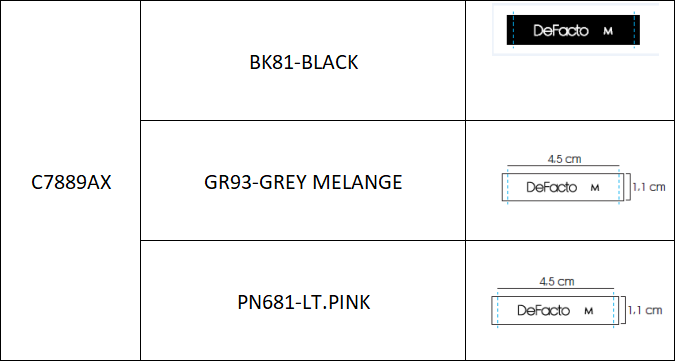 BK81-BLACK
DeFacto M
C7889AX
GR93-GREY MELANGE
4.5 cm
DeFacto M
1,1 cm
PN681-LT.PINK
4.5 cm
DeFacto M
1,1 cm